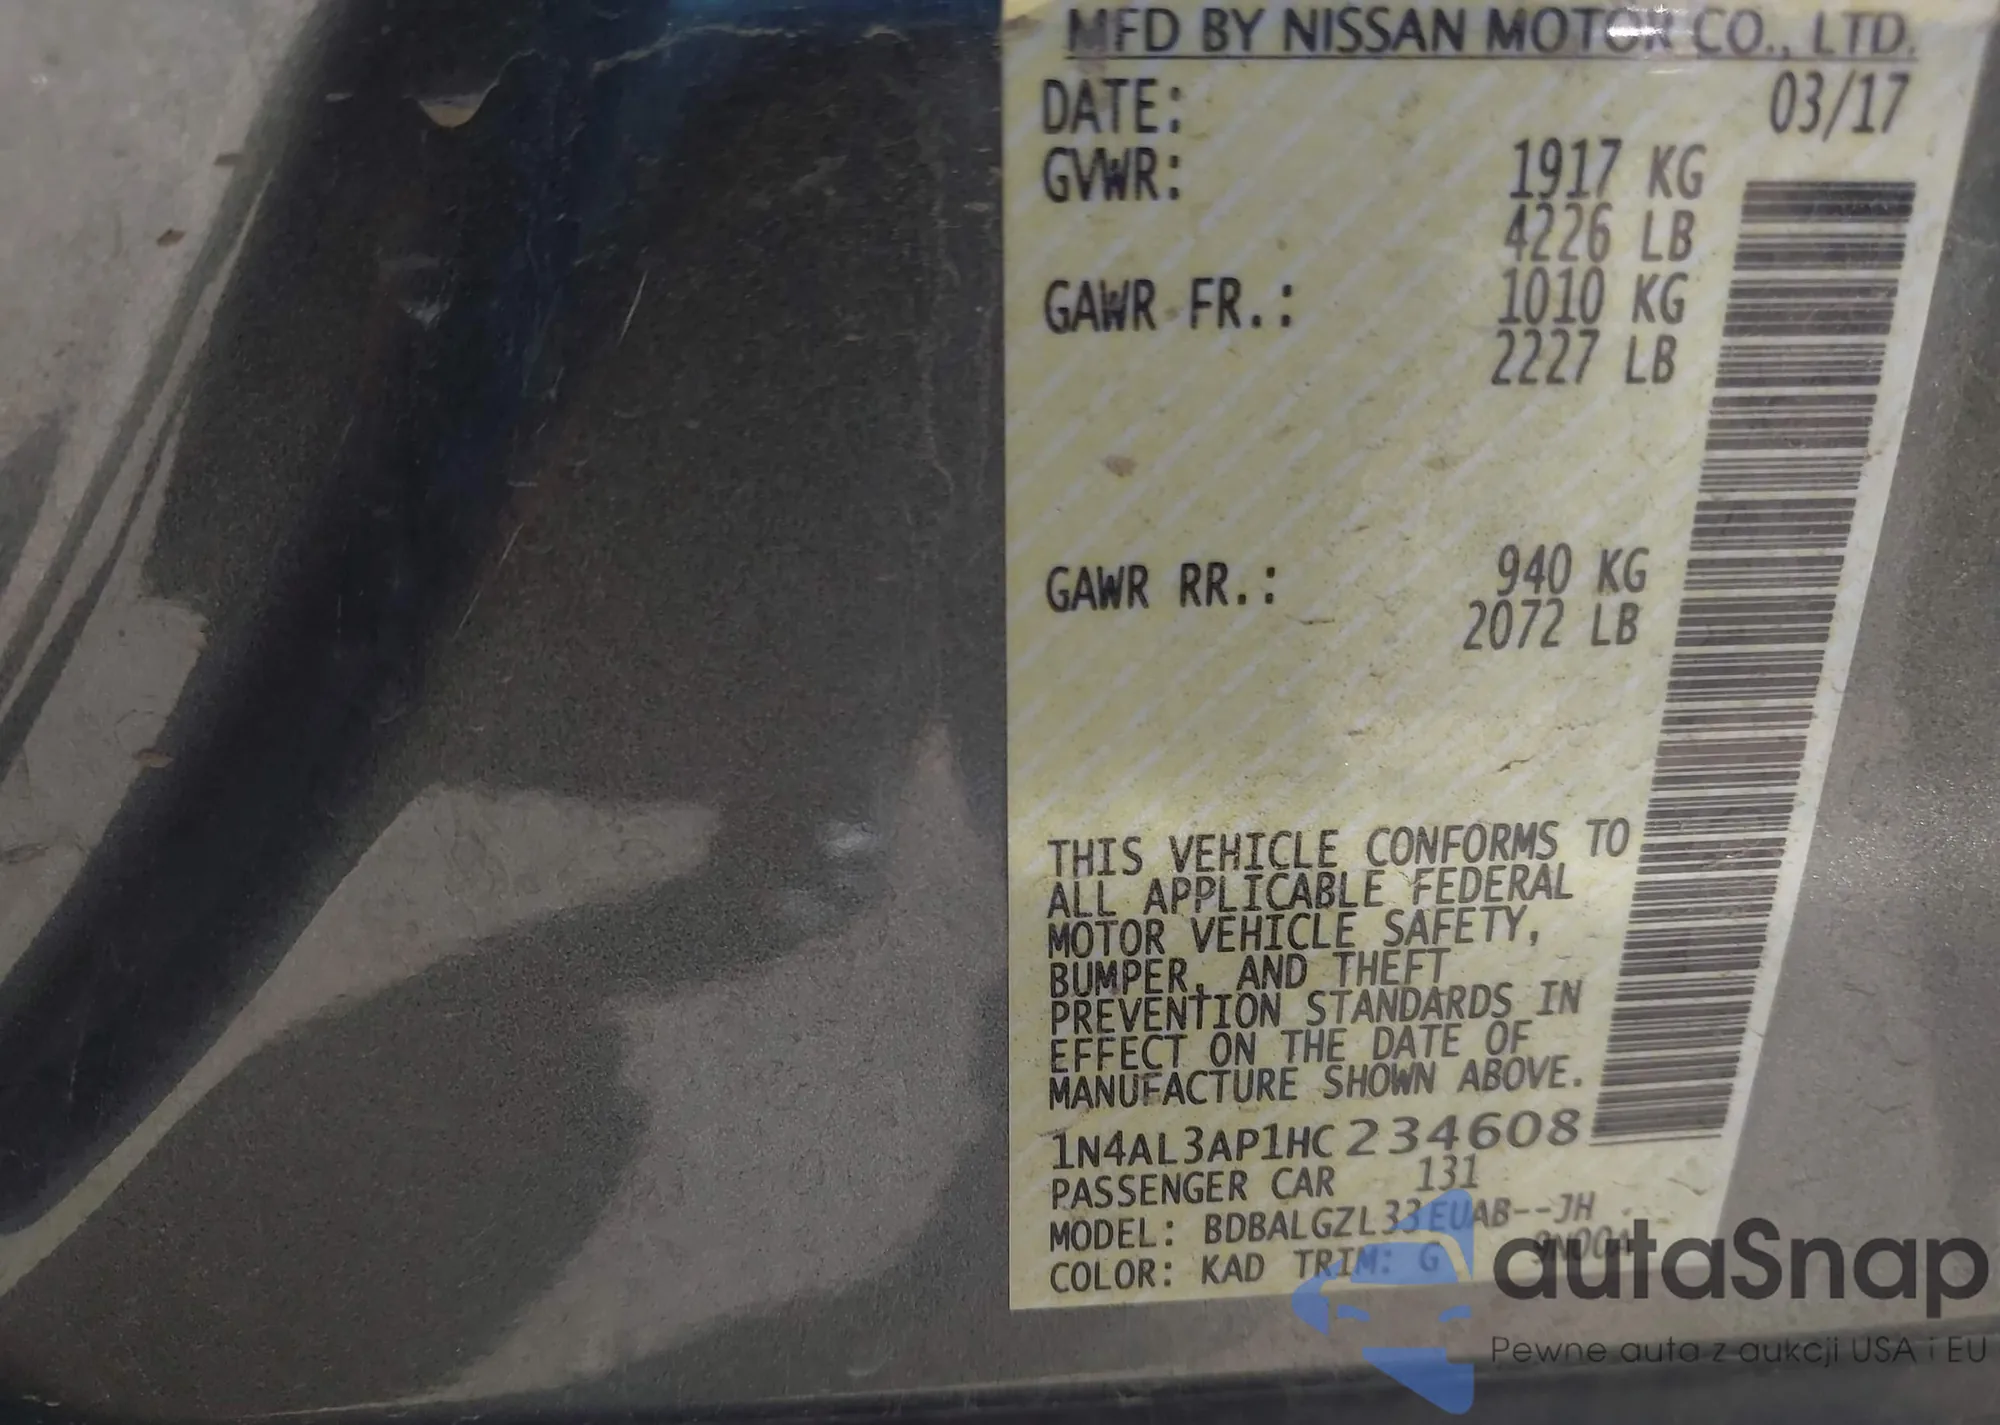 MFD BY NISSAN MOTOR CO., LTD.
DATE: 03/17
GVWR: 1917 KG
4226 LB
GAWR FR.: 1010 KG
2227 LB
GAWR RR.: 940 KG
2072 LB
THIS VEHICLE CONFORMS TO
ALL APPLICABLE FEDERAL
MOTOR VEHICLE SAFETY,
BUMPER, AND THEFT
PREVENTION STANDARDS IN
EFFECT ON THE DATE OF
MANUFACTURE SHOWN ABOVE.
1N4AL3AP1HC234608
PASSENGER CAR 131
MODEL: BDBALGZL33EUAB--JH
COLOR: KAD TRIM: G 9N00A
autaSnap
Pewne auta z aukcji USA i EU